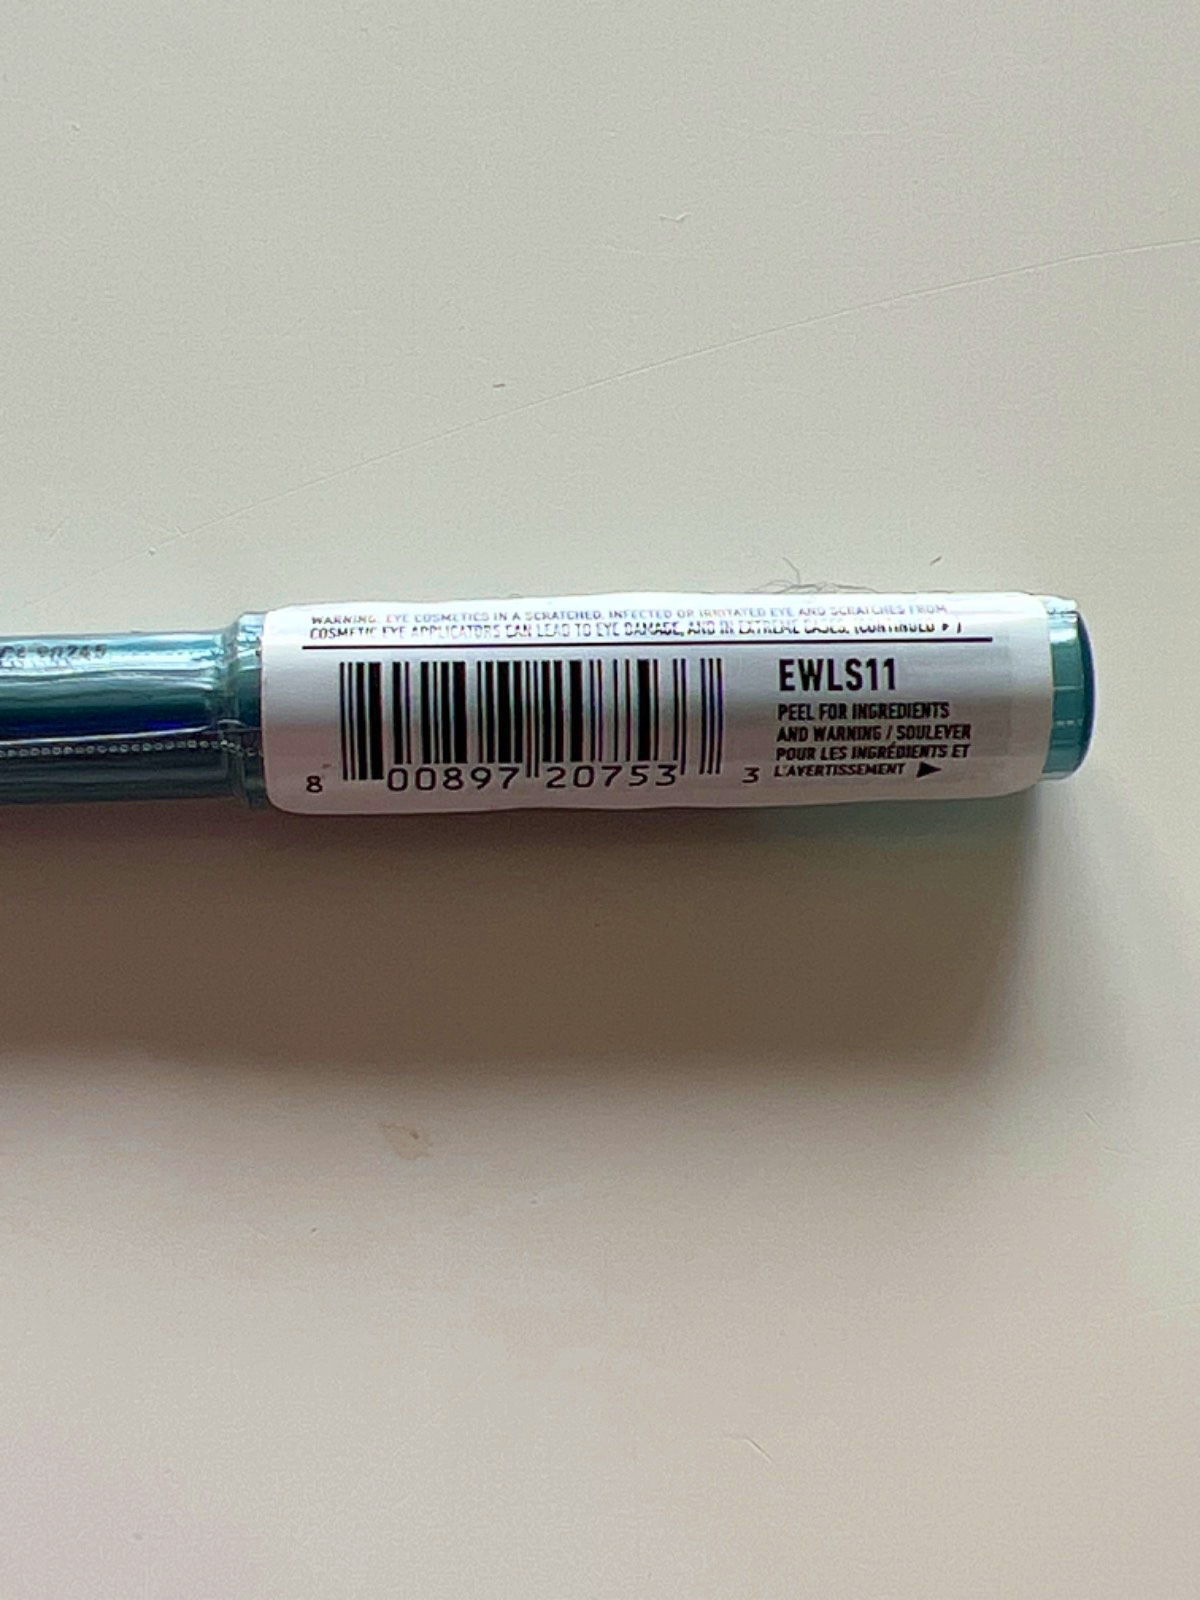 WARNING: EYE COSMETICS IN A SCRATCHED, INFECTED OR IRRITATED EYE AND SCRATCHES FROM
COSMETIC EYE APPLICATORS CAN LEAD TO EYE DAMAGE, AND IN EXTREME CASES, (CONTINUED ▶ )
90245
EWLS11
PEEL FOR INGREDIENTS
AND WARNING / SOULEVER
POUR LES INGRÉDIENTS ET
L'AVERTISSEMENT ▶
8 00897 20753 3